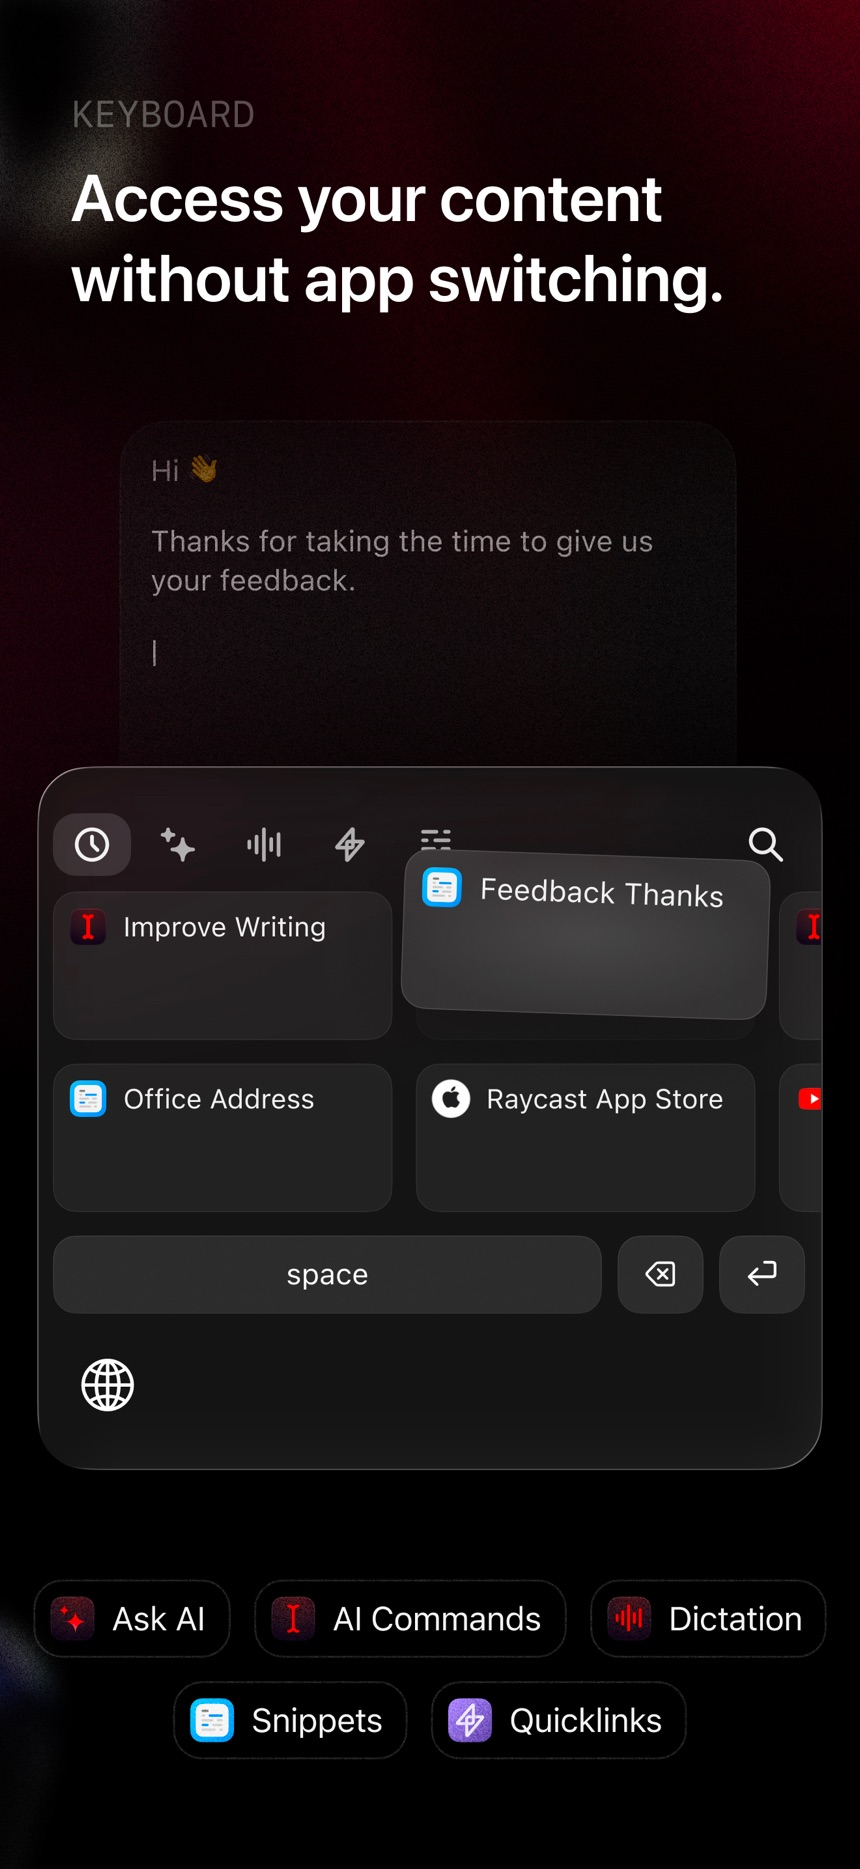 KEYBOARD
Access your content
without app switching.
Hi 👋
Thanks for taking the time to give us
your feedback.
Improve Writing
Feedback Thanks
Office Address
Raycast App Store
space
Ask AI
AI Commands
Dictation
Snippets
Quicklinks